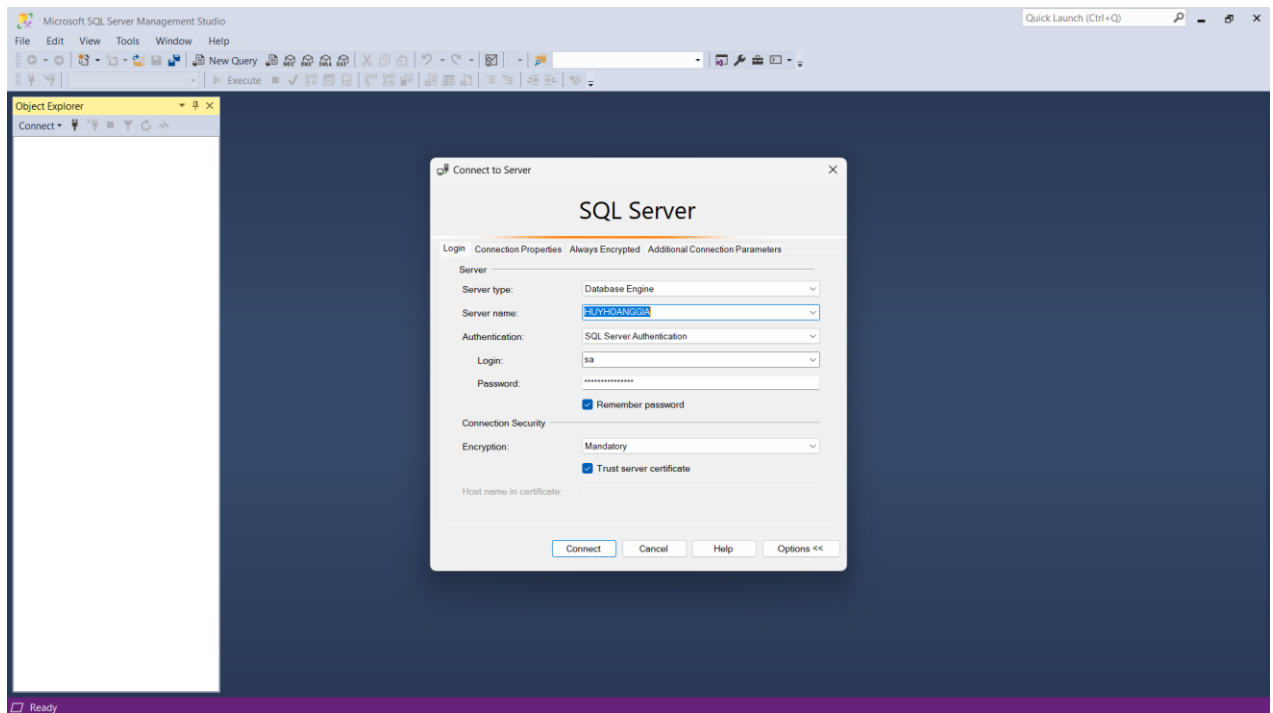 Microsoft SQL Server Management Studio
Quick Launch (Ctrl+Q)
File Edit View Tools Window Help
New Query
Execute
Object Explorer
Connect
Connect to Server
SQL Server
Login Connection Properties Always Encrypted Additional Connection Parameters
Server
Server type: Database Engine
Server name: HUYHOANGGIA
Authentication: SQL Server Authentication
Login: sa
Password: ***************
Remember password
Connection Security
Encryption: Mandatory
Trust server certificate
Host name in certificate:
Connect Cancel Help Options <<
Ready